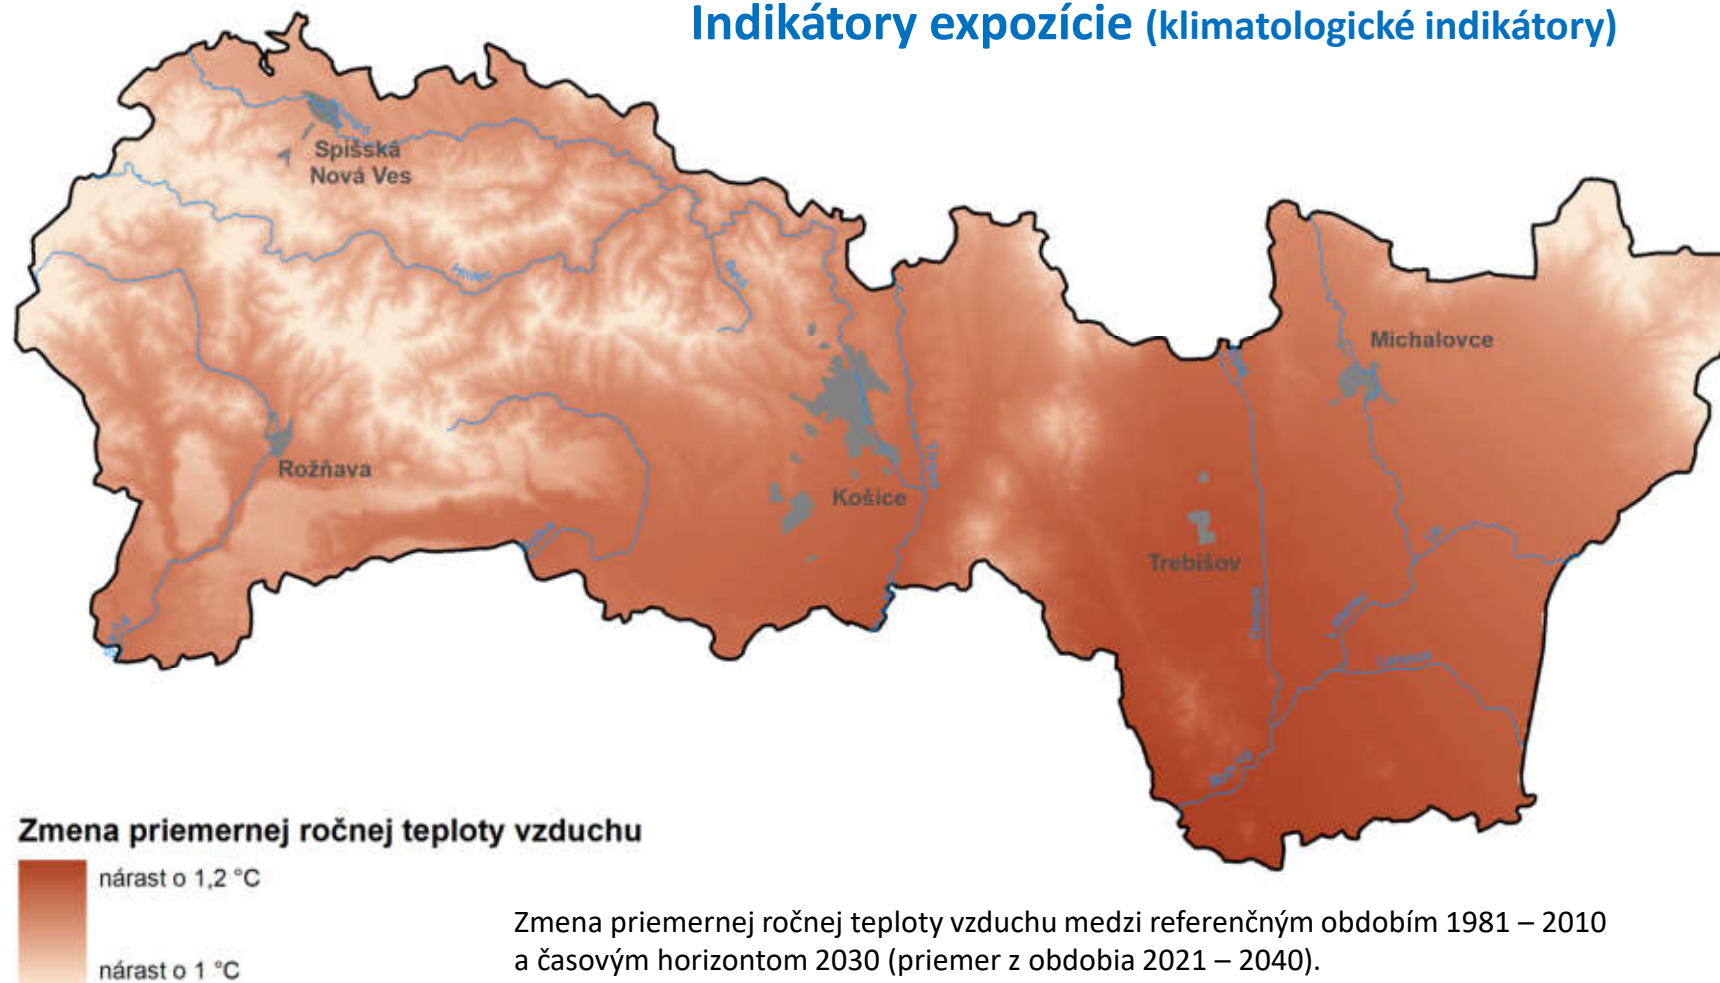 Indikátory expozície (klimatologické indikátory)
Spišská
Nová Ves
Hnilec
Michalovce
Rožňava
Košice
Trebišov
Zmena priemernej ročnej teploty vzduchu
nárast o 1,2 °C
nárast o 1 °C
Zmena priemernej ročnej teploty vzduchu medzi referenčným obdobím 1981 – 2010
a časovým horizontom 2030 (priemer z obdobia 2021 – 2040).